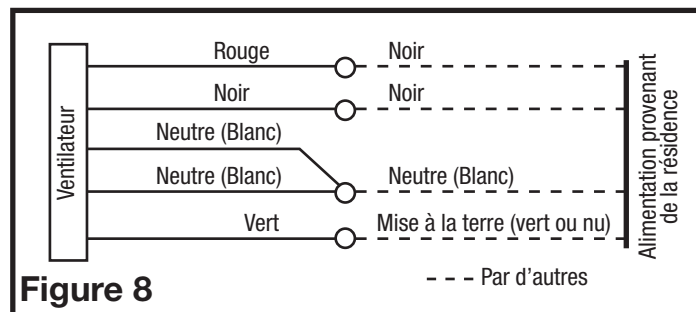 Rouge Noir
Noir Noir
Neutre (Blanc)
Neutre (Blanc) Neutre (Blanc)
Vert Mise à la terre (vert ou nu)
Ventilateur
Alimentation provenant
de la résidence
Par d'autres
Figure 8